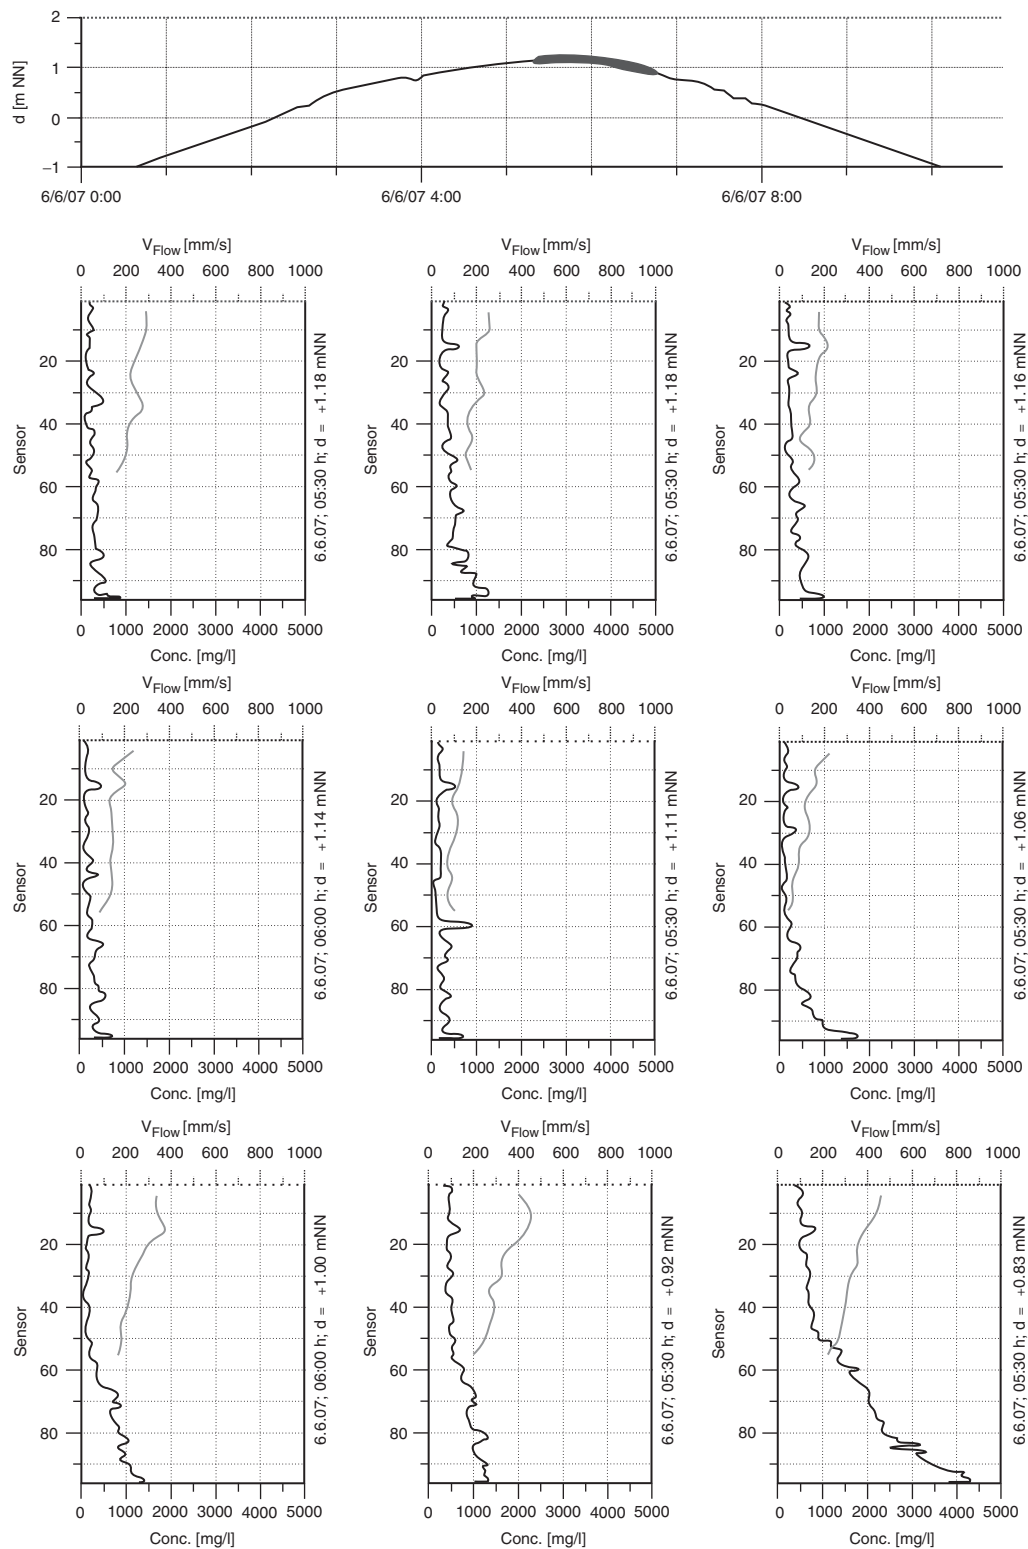 2
1
0
−1
d [m NN]
6/6/07 0:00 6/6/07 4:00 6/6/07 8:00
VFlow [mm/s] VFlow [mm/s] VFlow [mm/s]
0 200 400 600 800 1000 0 200 400 600 800 1000 0 200 400 600 800 1000
20 20 20
40 40 40
60 60 60
80 80 80
Sensor Sensor Sensor
6.6.07; 05:30 h; d = +1.18 mNN
6.6.07; 05:30 h; d = +1.18 mNN
6.6.07; 05:30 h; d = +1.16 mNN
0 1000 2000 3000 4000 5000 0 1000 2000 3000 4000 5000 0 1000 2000 3000 4000 5000
Conc. [mg/l] Conc. [mg/l] Conc. [mg/l]
VFlow [mm/s] VFlow [mm/s] VFlow [mm/s]
0 200 400 600 800 1000 0 200 400 600 800 1000 0 200 400 600 800 1000
20 20 20
40 40 40
60 60 60
80 80 80
Sensor Sensor Sensor
6.6.07; 06:00 h; d = +1.14 mNN
6.6.07; 05:30 h; d = +1.11 mNN
6.6.07; 05:30 h; d = +1.06 mNN
0 1000 2000 3000 4000 5000 0 1000 2000 3000 4000 5000 0 1000 2000 3000 4000 5000
Conc. [mg/l] Conc. [mg/l] Conc. [mg/l]
VFlow [mm/s] VFlow [mm/s] VFlow [mm/s]
0 200 400 600 800 1000 0 200 400 600 800 1000 0 200 400 600 800 1000
20 20 20
40 40 40
60 60 60
80 80 80
Sensor Sensor Sensor
6.6.07; 06:00 h; d = +1.00 mNN
6.6.07; 05:30 h; d = +0.92 mNN
6.6.07; 05:30 h; d = +0.83 mNN
0 1000 2000 3000 4000 5000 0 1000 2000 3000 4000 5000 0 1000 2000 3000 4000 5000
Conc. [mg/l] Conc. [mg/l] Conc. [mg/l]